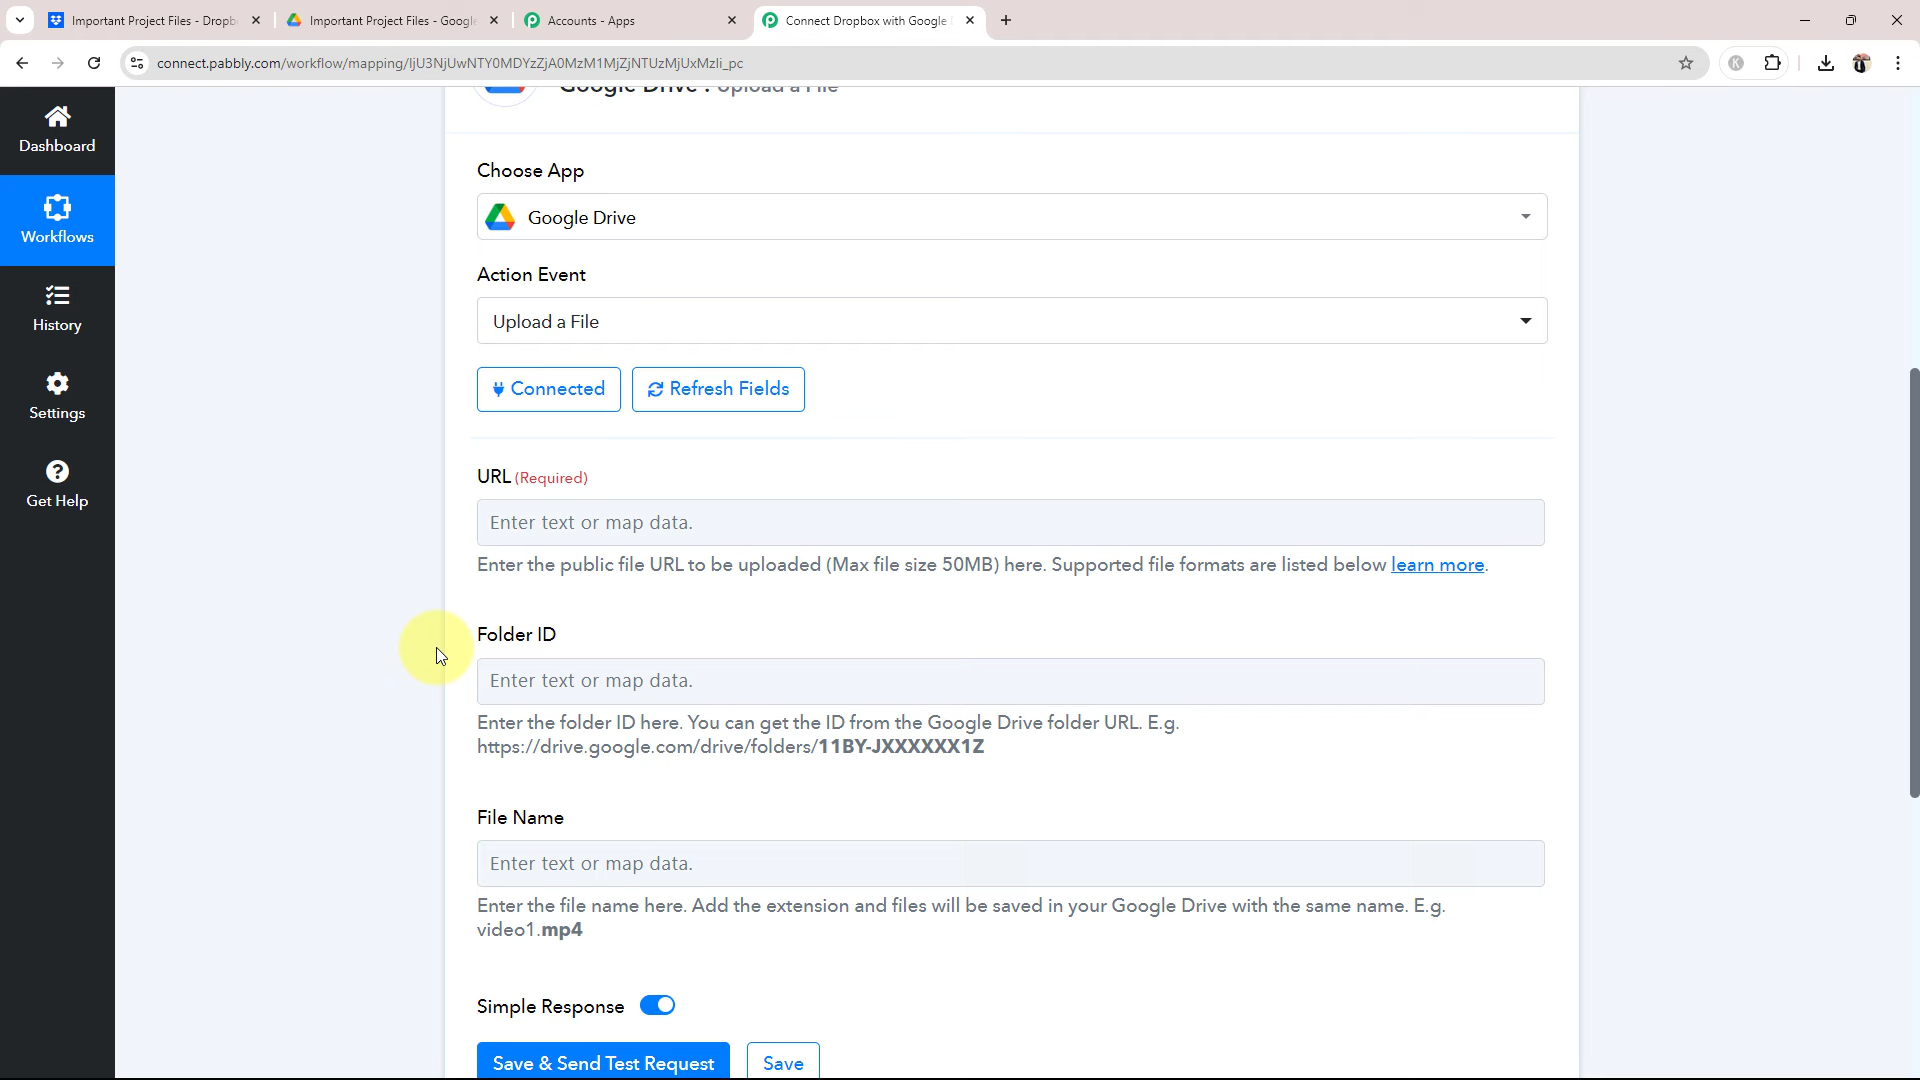 Important Project Files - Dropb
Important Project Files - Google
Accounts - Apps
Connect Dropbox with Google
connect.pabbly.com/workflow/mapping/IjU3NjUwNTY0MDYzZjA0MzM1MjZjNTUzMjUxMzIi_pc
K
Google Drive : Upload a File
Dashboard
Workflows
History
Settings
Get Help
Choose App
Google Drive
Action Event
Upload a File
Connected
Refresh Fields
URL (Required)
Enter text or map data.
Enter the public file URL to be uploaded (Max file size 50MB) here. Supported file formats are listed below learn more.
Folder ID
Enter text or map data.
Enter the folder ID here. You can get the ID from the Google Drive folder URL. E.g.
https://drive.google.com/drive/folders/11BY-JXXXXXX1Z
File Name
Enter text or map data.
Enter the file name here. Add the extension and files will be saved in your Google Drive with the same name. E.g.
video1.mp4
Simple Response
Save & Send Test Request
Save